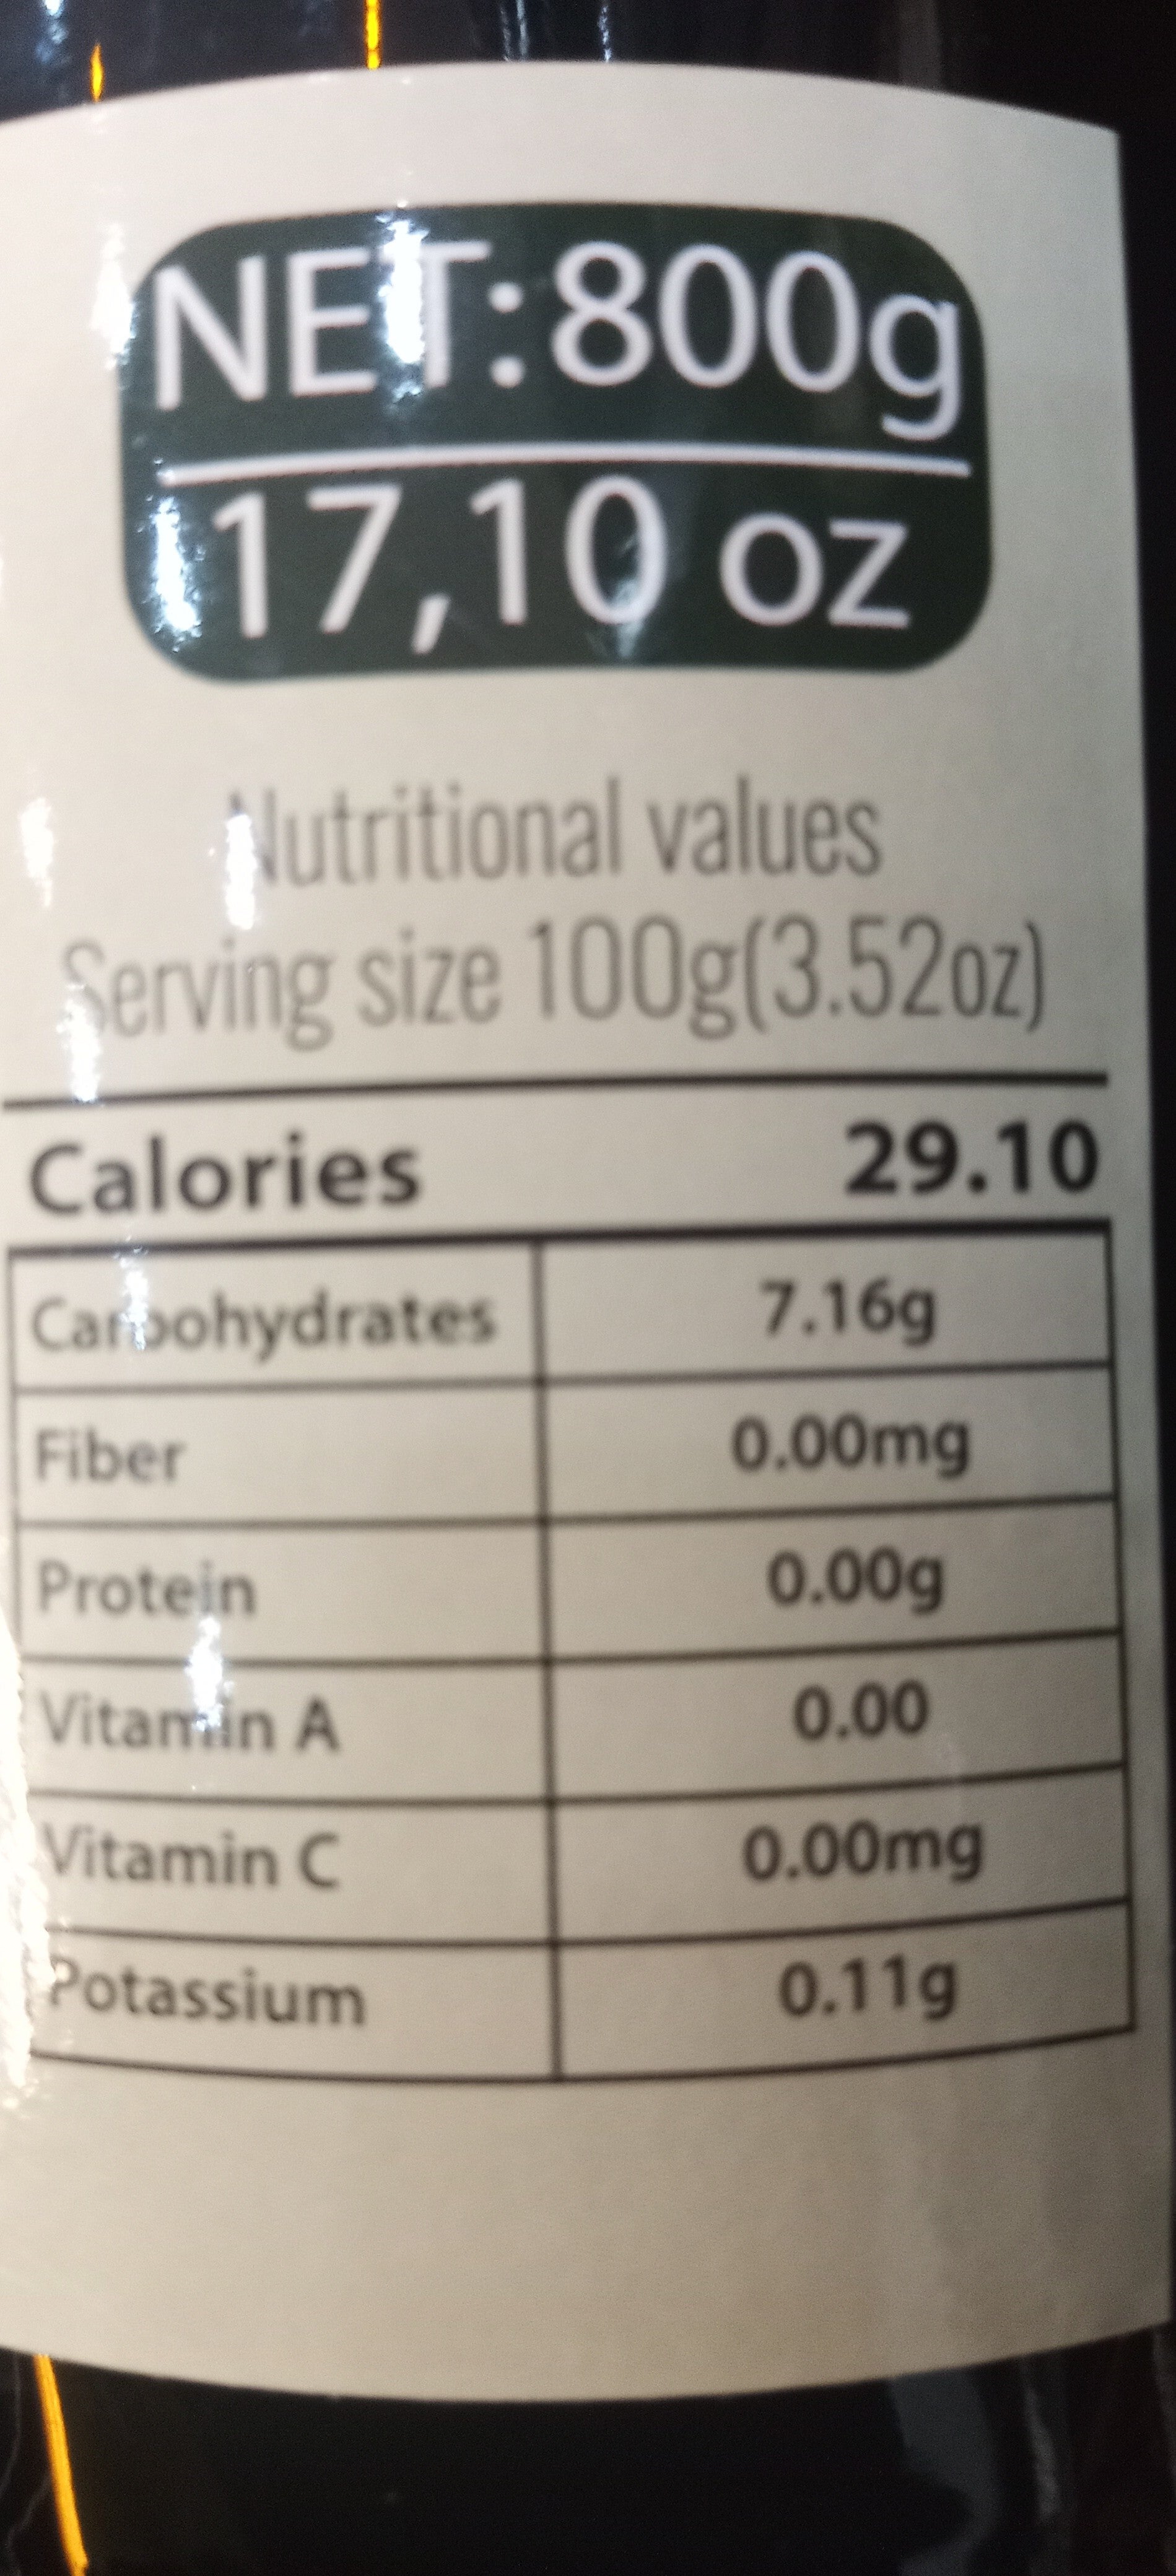 NET:800g
17,10 oz
Nutritional values
Serving size 100g(3.52oz)
Calories 29.10
Carbohydrates 7.16g
Fiber 0.00mg
Protein 0.00g
Vitamin A 0.00
Vitamin C 0.00mg
Potassium 0.11g